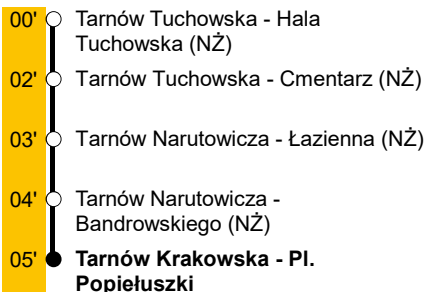 00' Tarnów Tuchowska - Hala
Tuchowska (NŻ)
02' Tarnów Tuchowska - Cmentarz (NŻ)
03' Tarnów Narutowicza - Łazienna (NŻ)
04' Tarnów Narutowicza -
Bandrowskiego (NŻ)
05' Tarnów Krakowska - Pl.
Popiełuszki